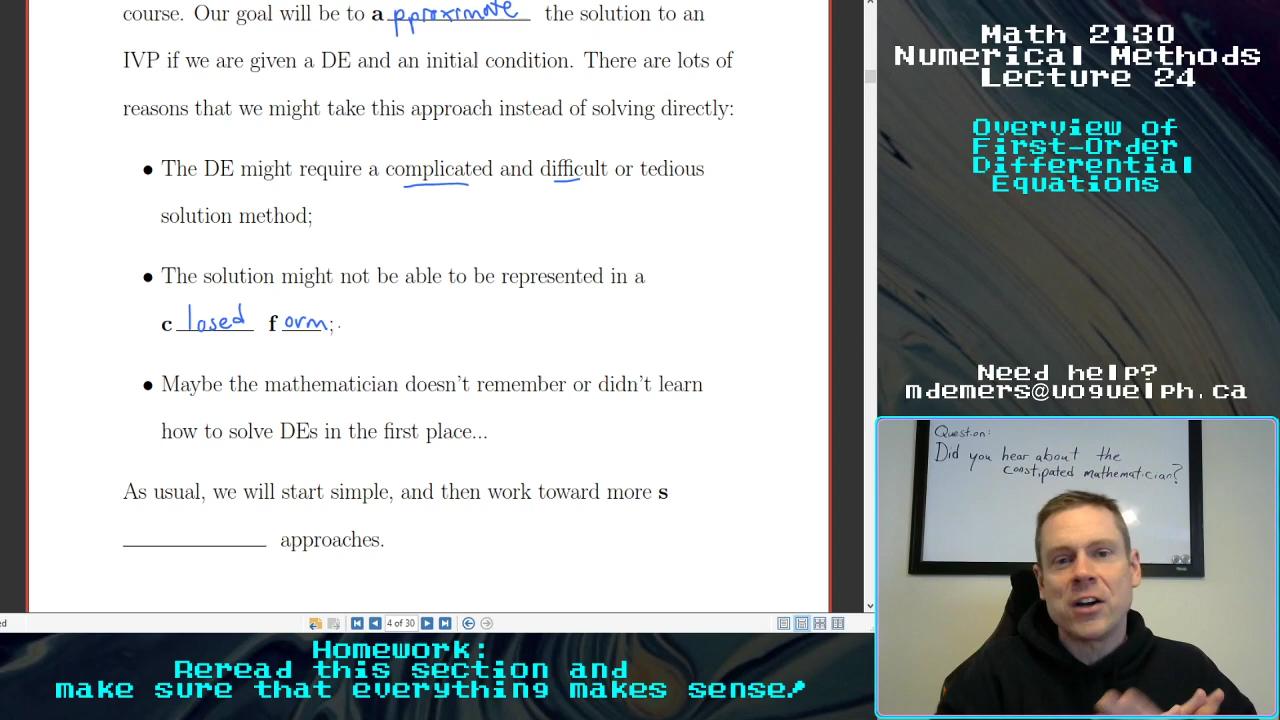 course. Our goal will be to approximate the solution to an
IVP if we are given a DE and an initial condition. There are lots of
reasons that we might take this approach instead of solving directly:
• The DE might require a complicated and difficult or tedious
solution method;
• The solution might not be able to be represented in a
closed form;
• Maybe the mathematician doesn't remember or didn't learn
how to solve DEs in the first place...
As usual, we will start simple, and then work toward more s
____________ approaches.
4 of 30
Homework:
Reread this section and
make sure that everything makes sense!
Math 2130
Numerical Methods
Lecture 24
Overview of
First-Order
Differential
Equations
Need help?
mdemers@uoguelph.ca
Question:
Did you hear about the
constipated mathematician?